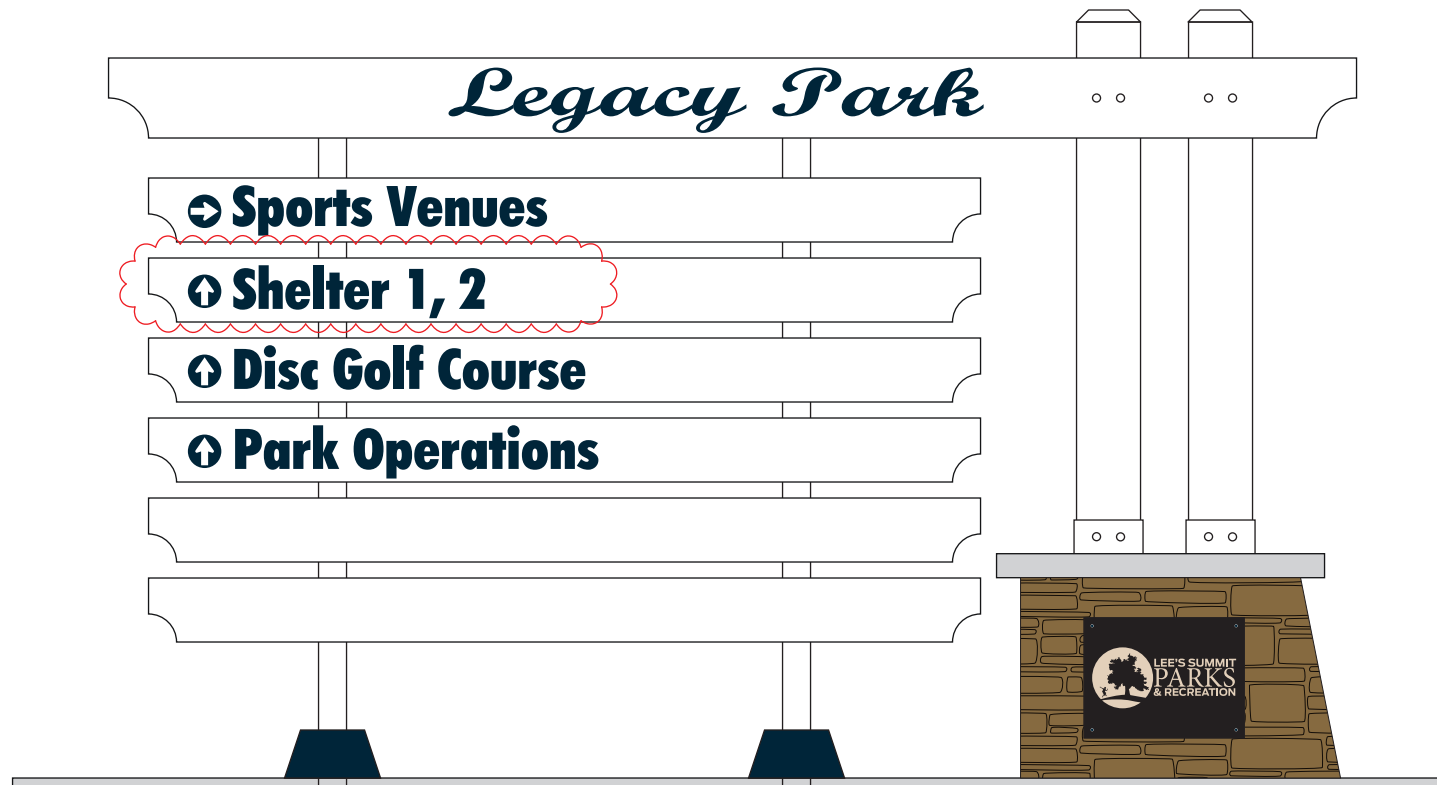 Legacy Park
Sports Venues
Shelter 1, 2
Disc Golf Course
Park Operations
LEE'S SUMMIT
PARKS
& RECREATION